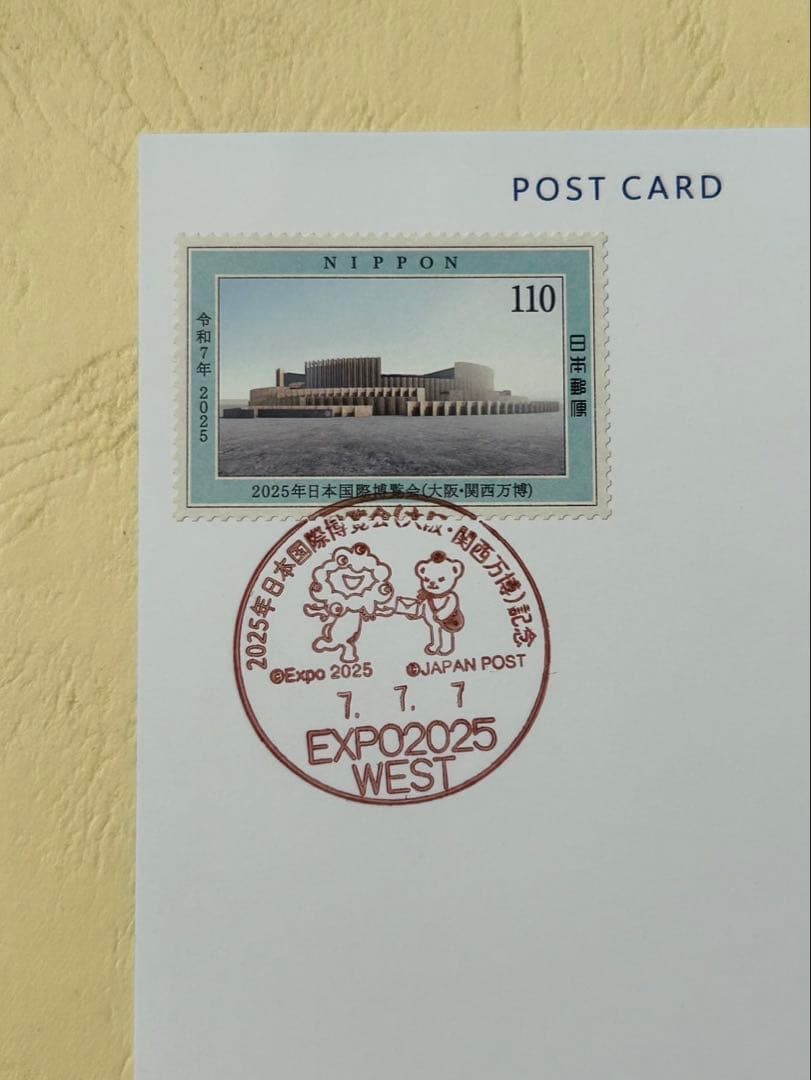 POST CARD
NIPPON
110
令和7年 2025
日本郵便
2025年日本国際博覧会(大阪・関西万博)
2025年日本国際博覧会(大阪・関西万博)記念
©Expo 2025 ©JAPAN POST
7. 7. 7
EXPO2025
WEST